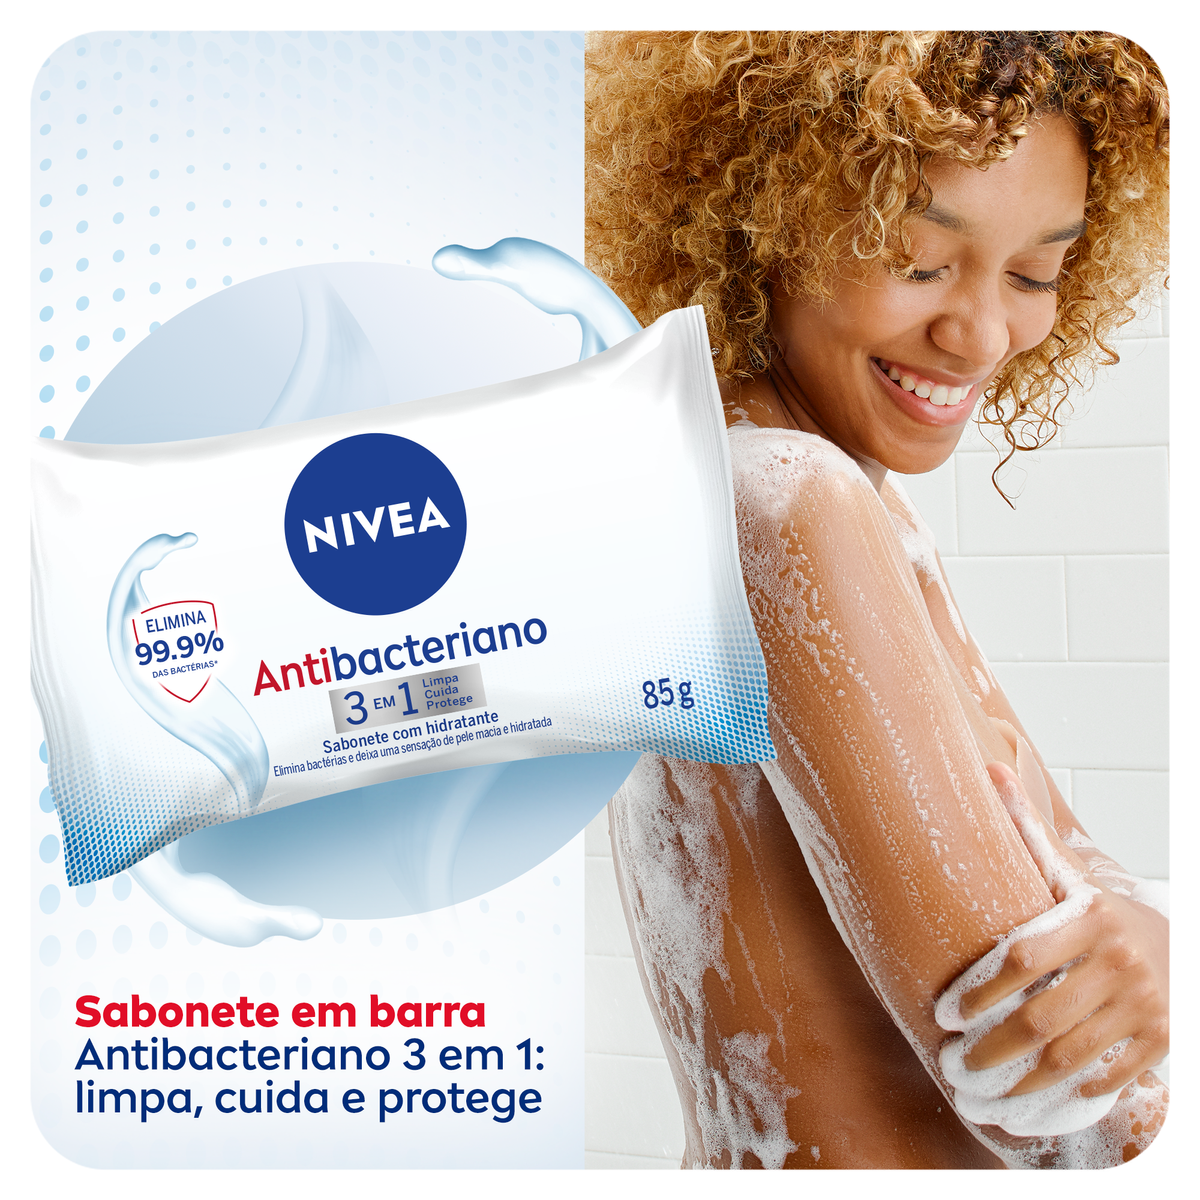 NIVEA
ELIMINA
99.9%
DAS BACTÉRIAS*
Antibacteriano
3 EM 1
Limpa
Cuida
Protege
85g
Sabonete com hidratante
Elimina bactérias e deixa uma sensação de pele macia e hidratada
Sabonete em barra
Antibacteriano 3 em 1:
limpa, cuida e protege